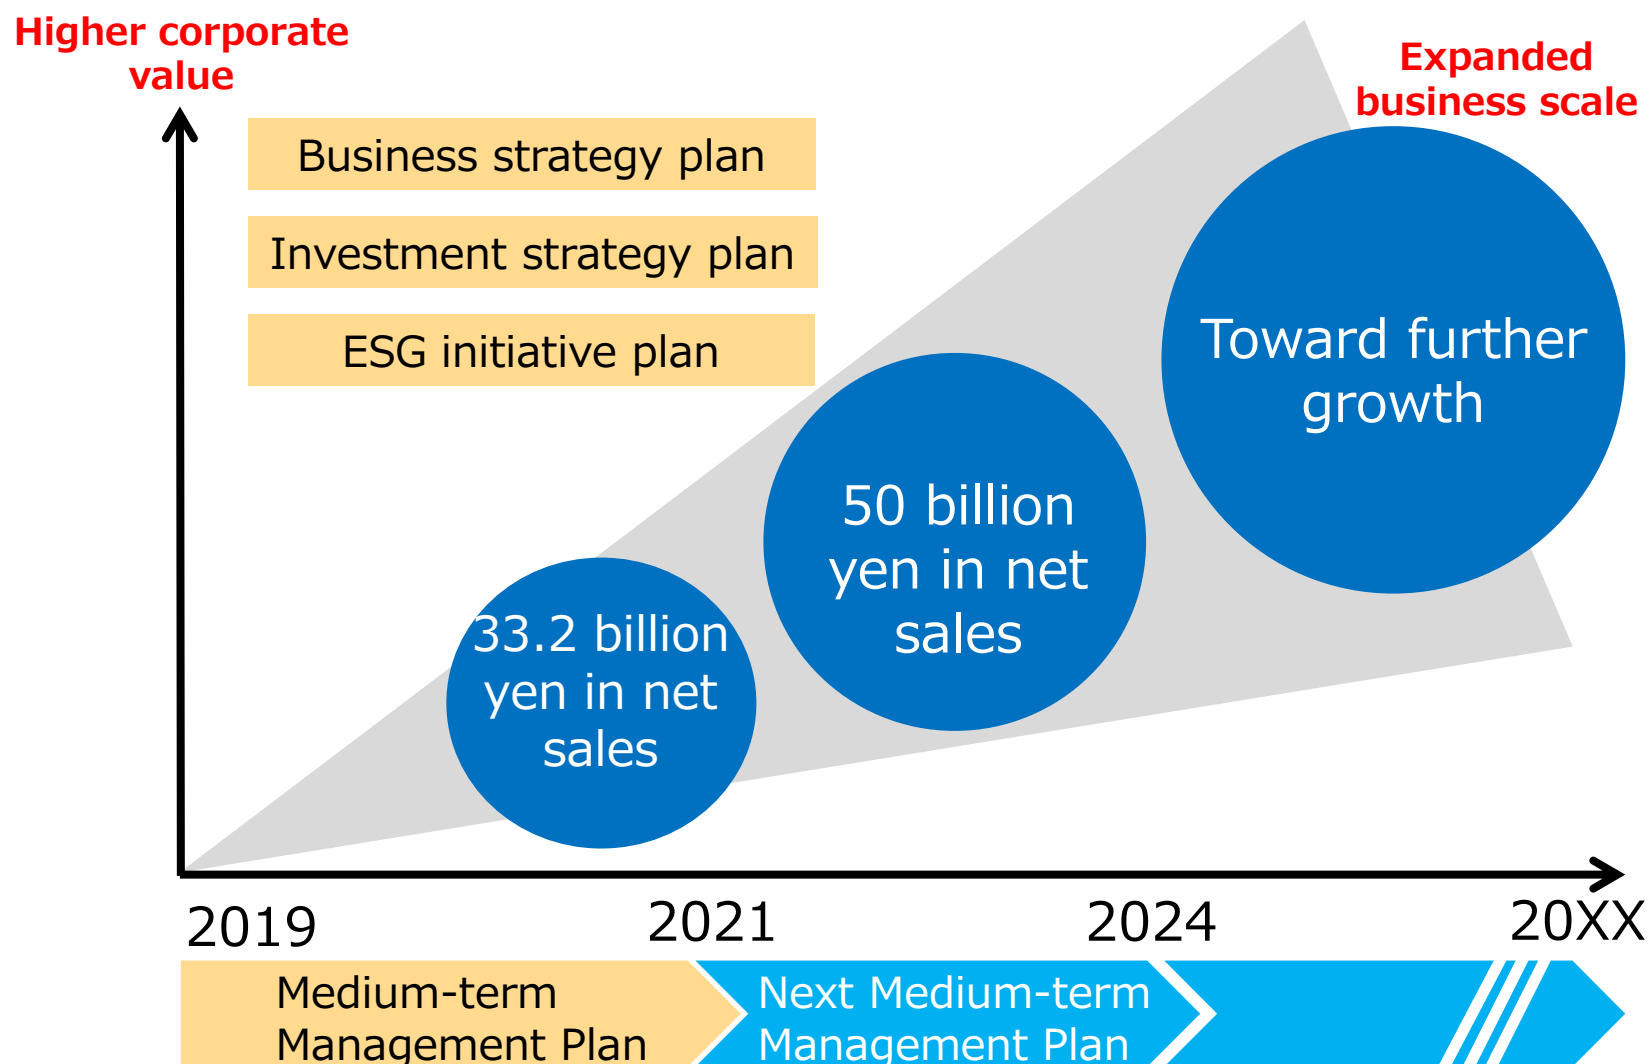 Higher corporate
value
Expanded
business scale
Business strategy plan
Investment strategy plan
ESG initiative plan
Toward further
growth
50 billion
yen in net
sales
33.2 billion
yen in net
sales
2019
2021
2024
20XX
Medium-term
Management Plan
Next Medium-term
Management Plan